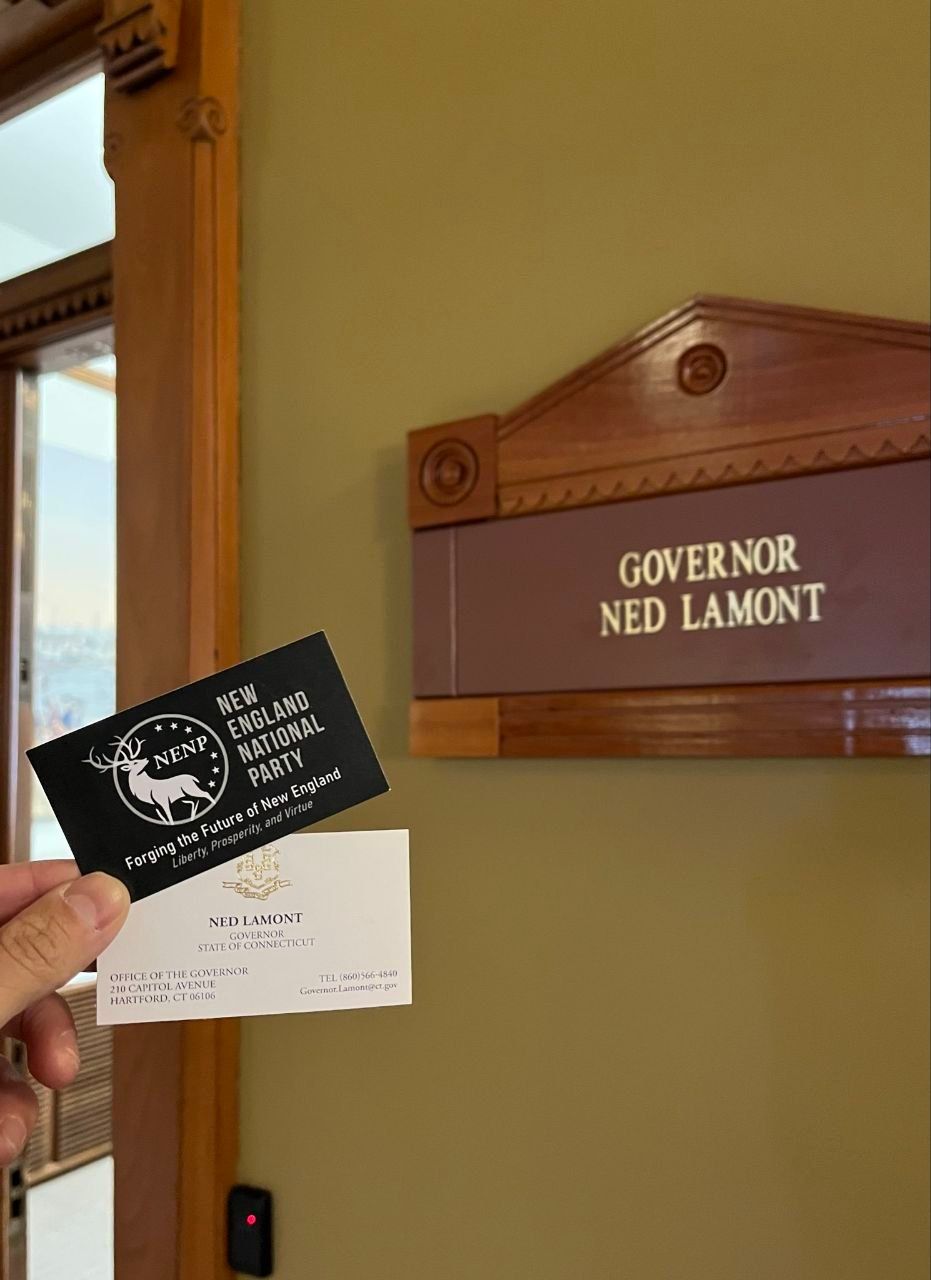 GOVERNOR
NED LAMONT
NENP
NEW
ENGLAND
NATIONAL
PARTY
Forging the Future of New England
Liberty, Prosperity, and Virtue
NED LAMONT
GOVERNOR
STATE OF CONNECTICUT
OFFICE OF THE GOVERNOR
210 CAPITOL AVENUE
HARTFORD, CT 06106
TEL (860)566-4840
Governor.Lamont@ct.gov